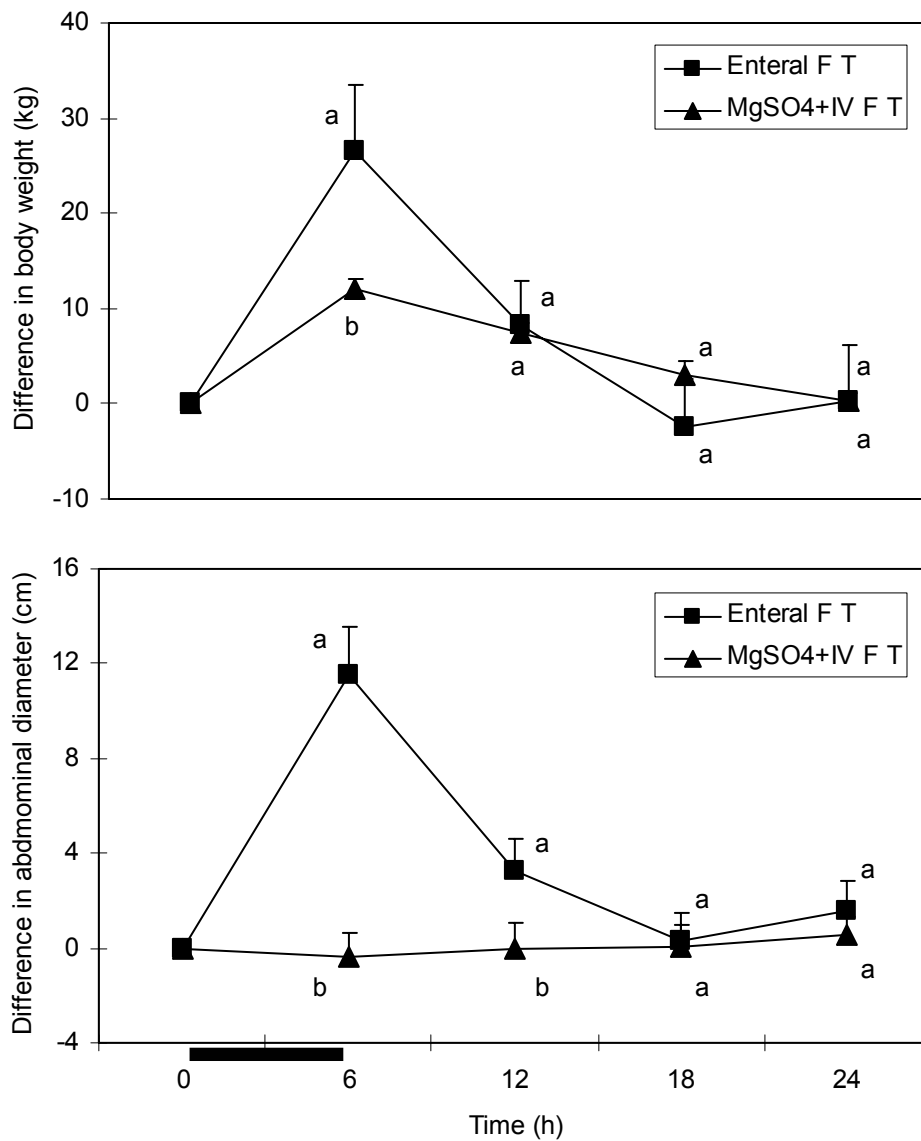 40
30
20
10
0
-10
Difference in body weight (kg)
Enteral F T
MgSO4+IV F T
a
b
a
a
a
a
a
a
16
12
8
4
0
-4
Difference in abdmominal diameter (cm)
Enteral F T
MgSO4+IV F T
a
b
a
b
a
a
a
a
0 6 12 18 24
Time (h)